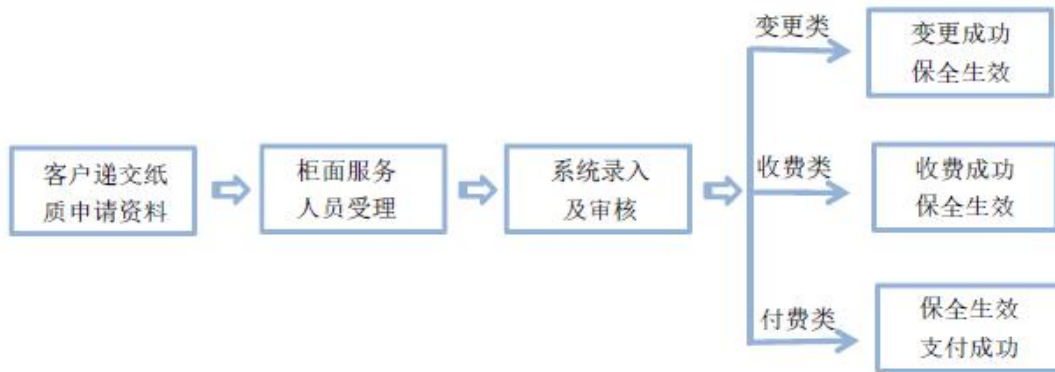 客户递交纸
质申请资料
柜面服务
人员受理
系统录入
及审核
变更类
变更成功
保全生效
收费类
收费成功
保全生效
付费类
保全生效
支付成功